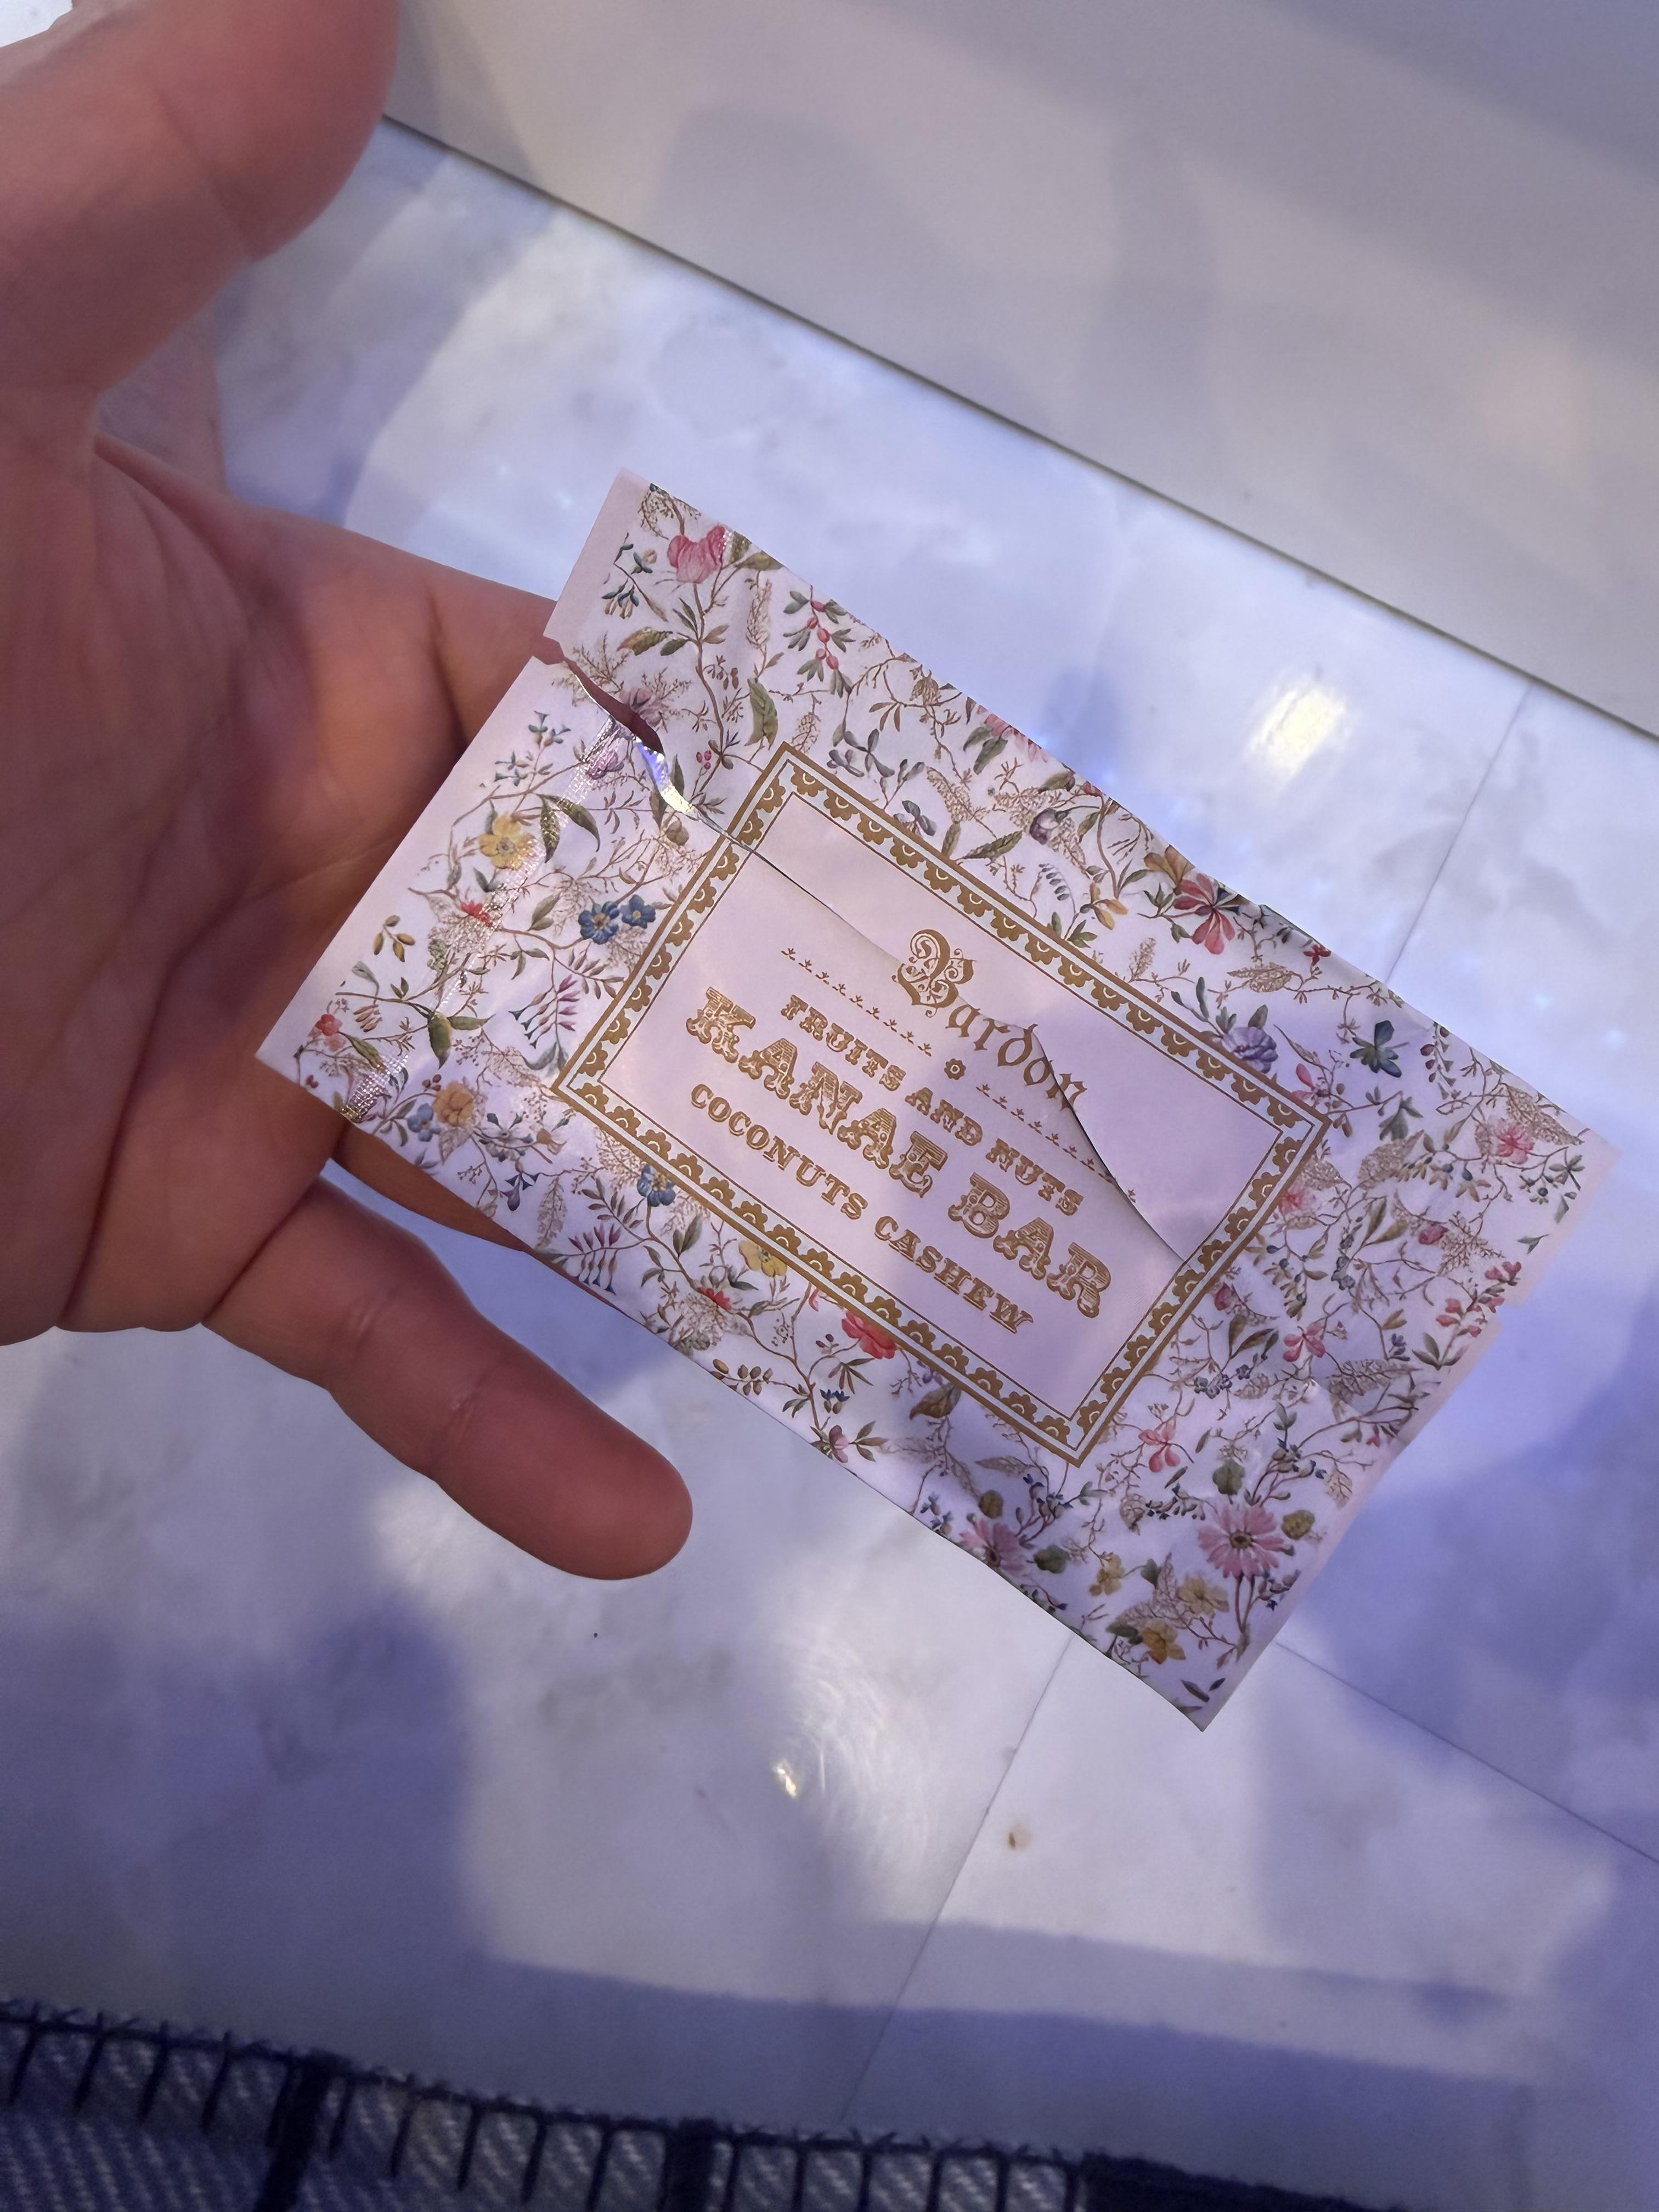 Bardon
FRUITS AND NUTS
KANAE BAR
COCONUTS CASHEW